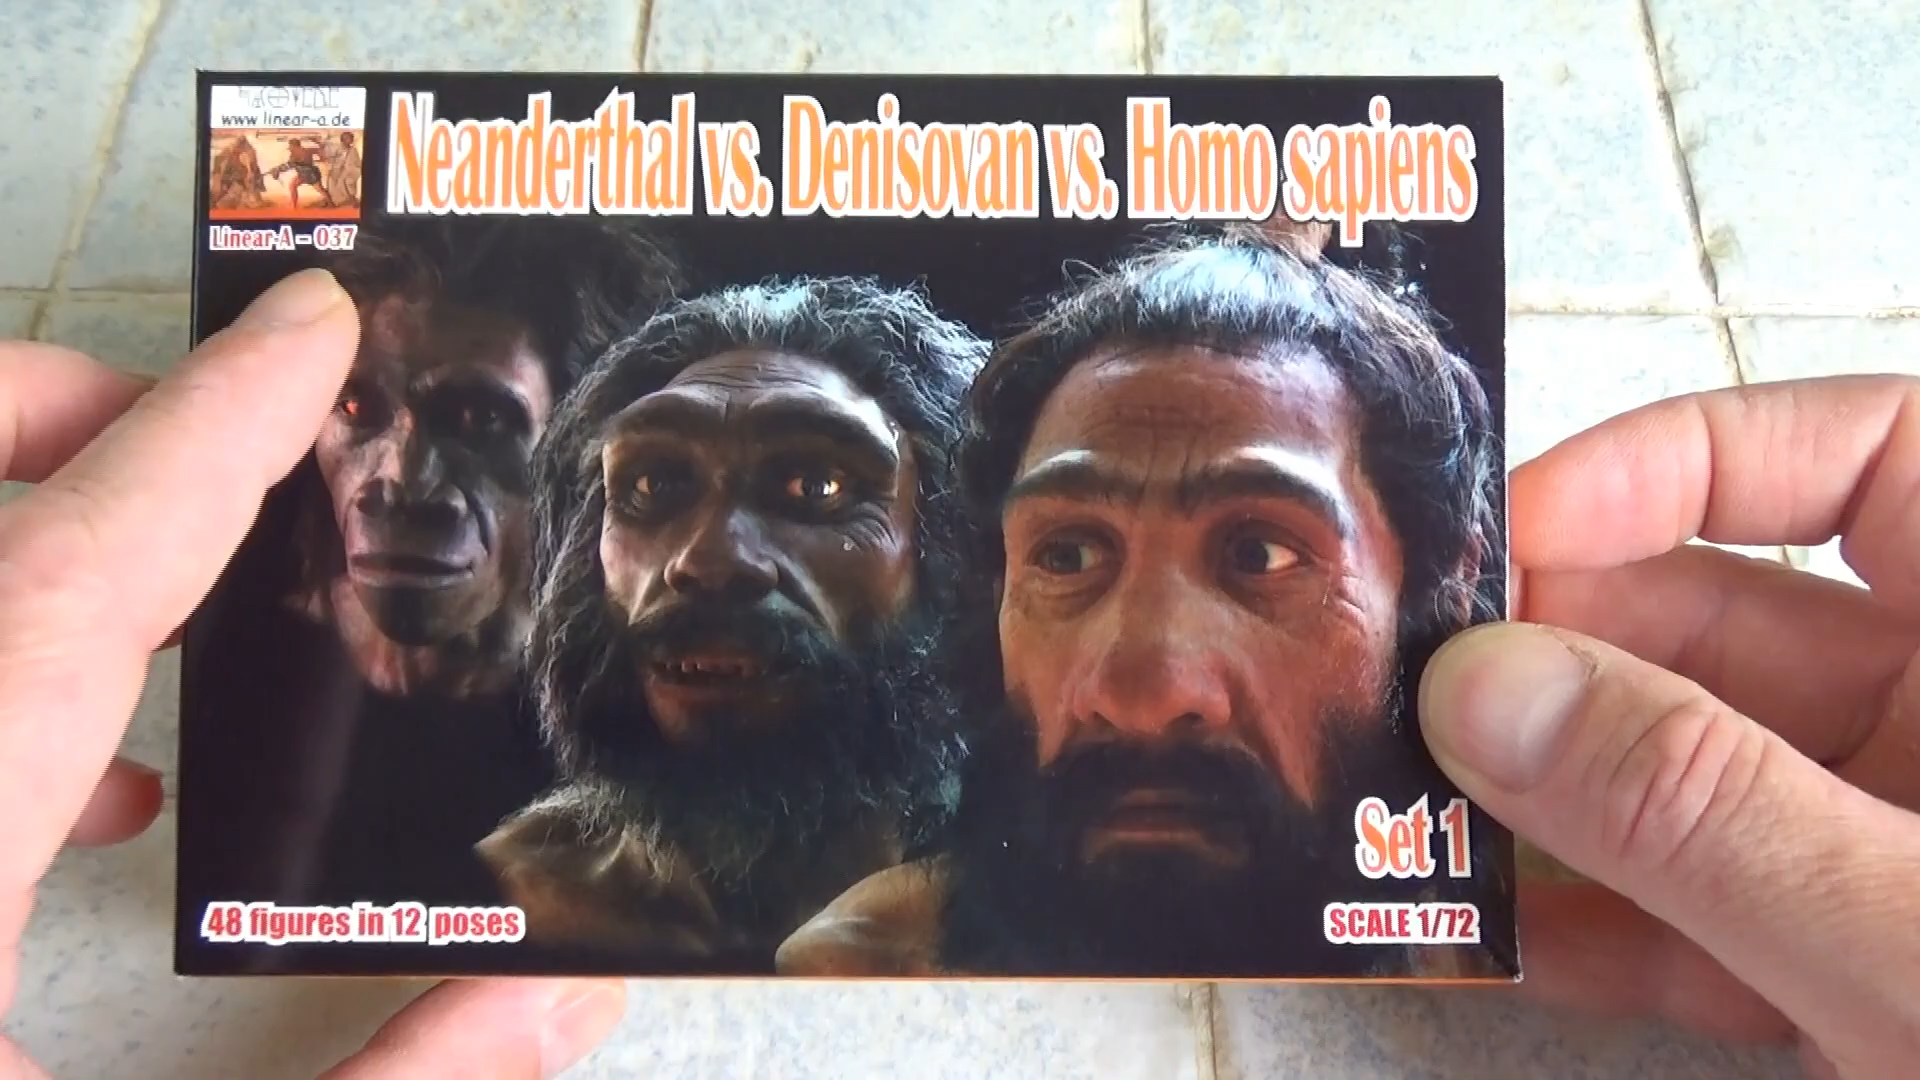 www.linear-a.de
Linear-A - 037
Neanderthal vs. Denisovan vs. Homo sapiens
Set 1
48 figures in 12 poses
SCALE 1/72